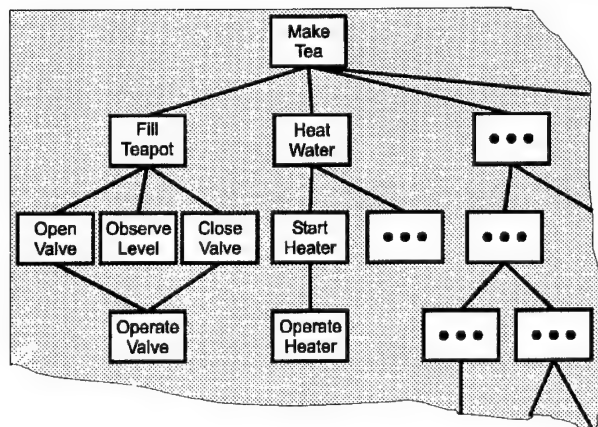 Make
Tea
Fill
Teapot
Heat
Water
•••
Open
Valve
Observe
Level
Close
Valve
Start
Heater
•••
•••
Operate
Valve
Operate
Heater
•••
•••